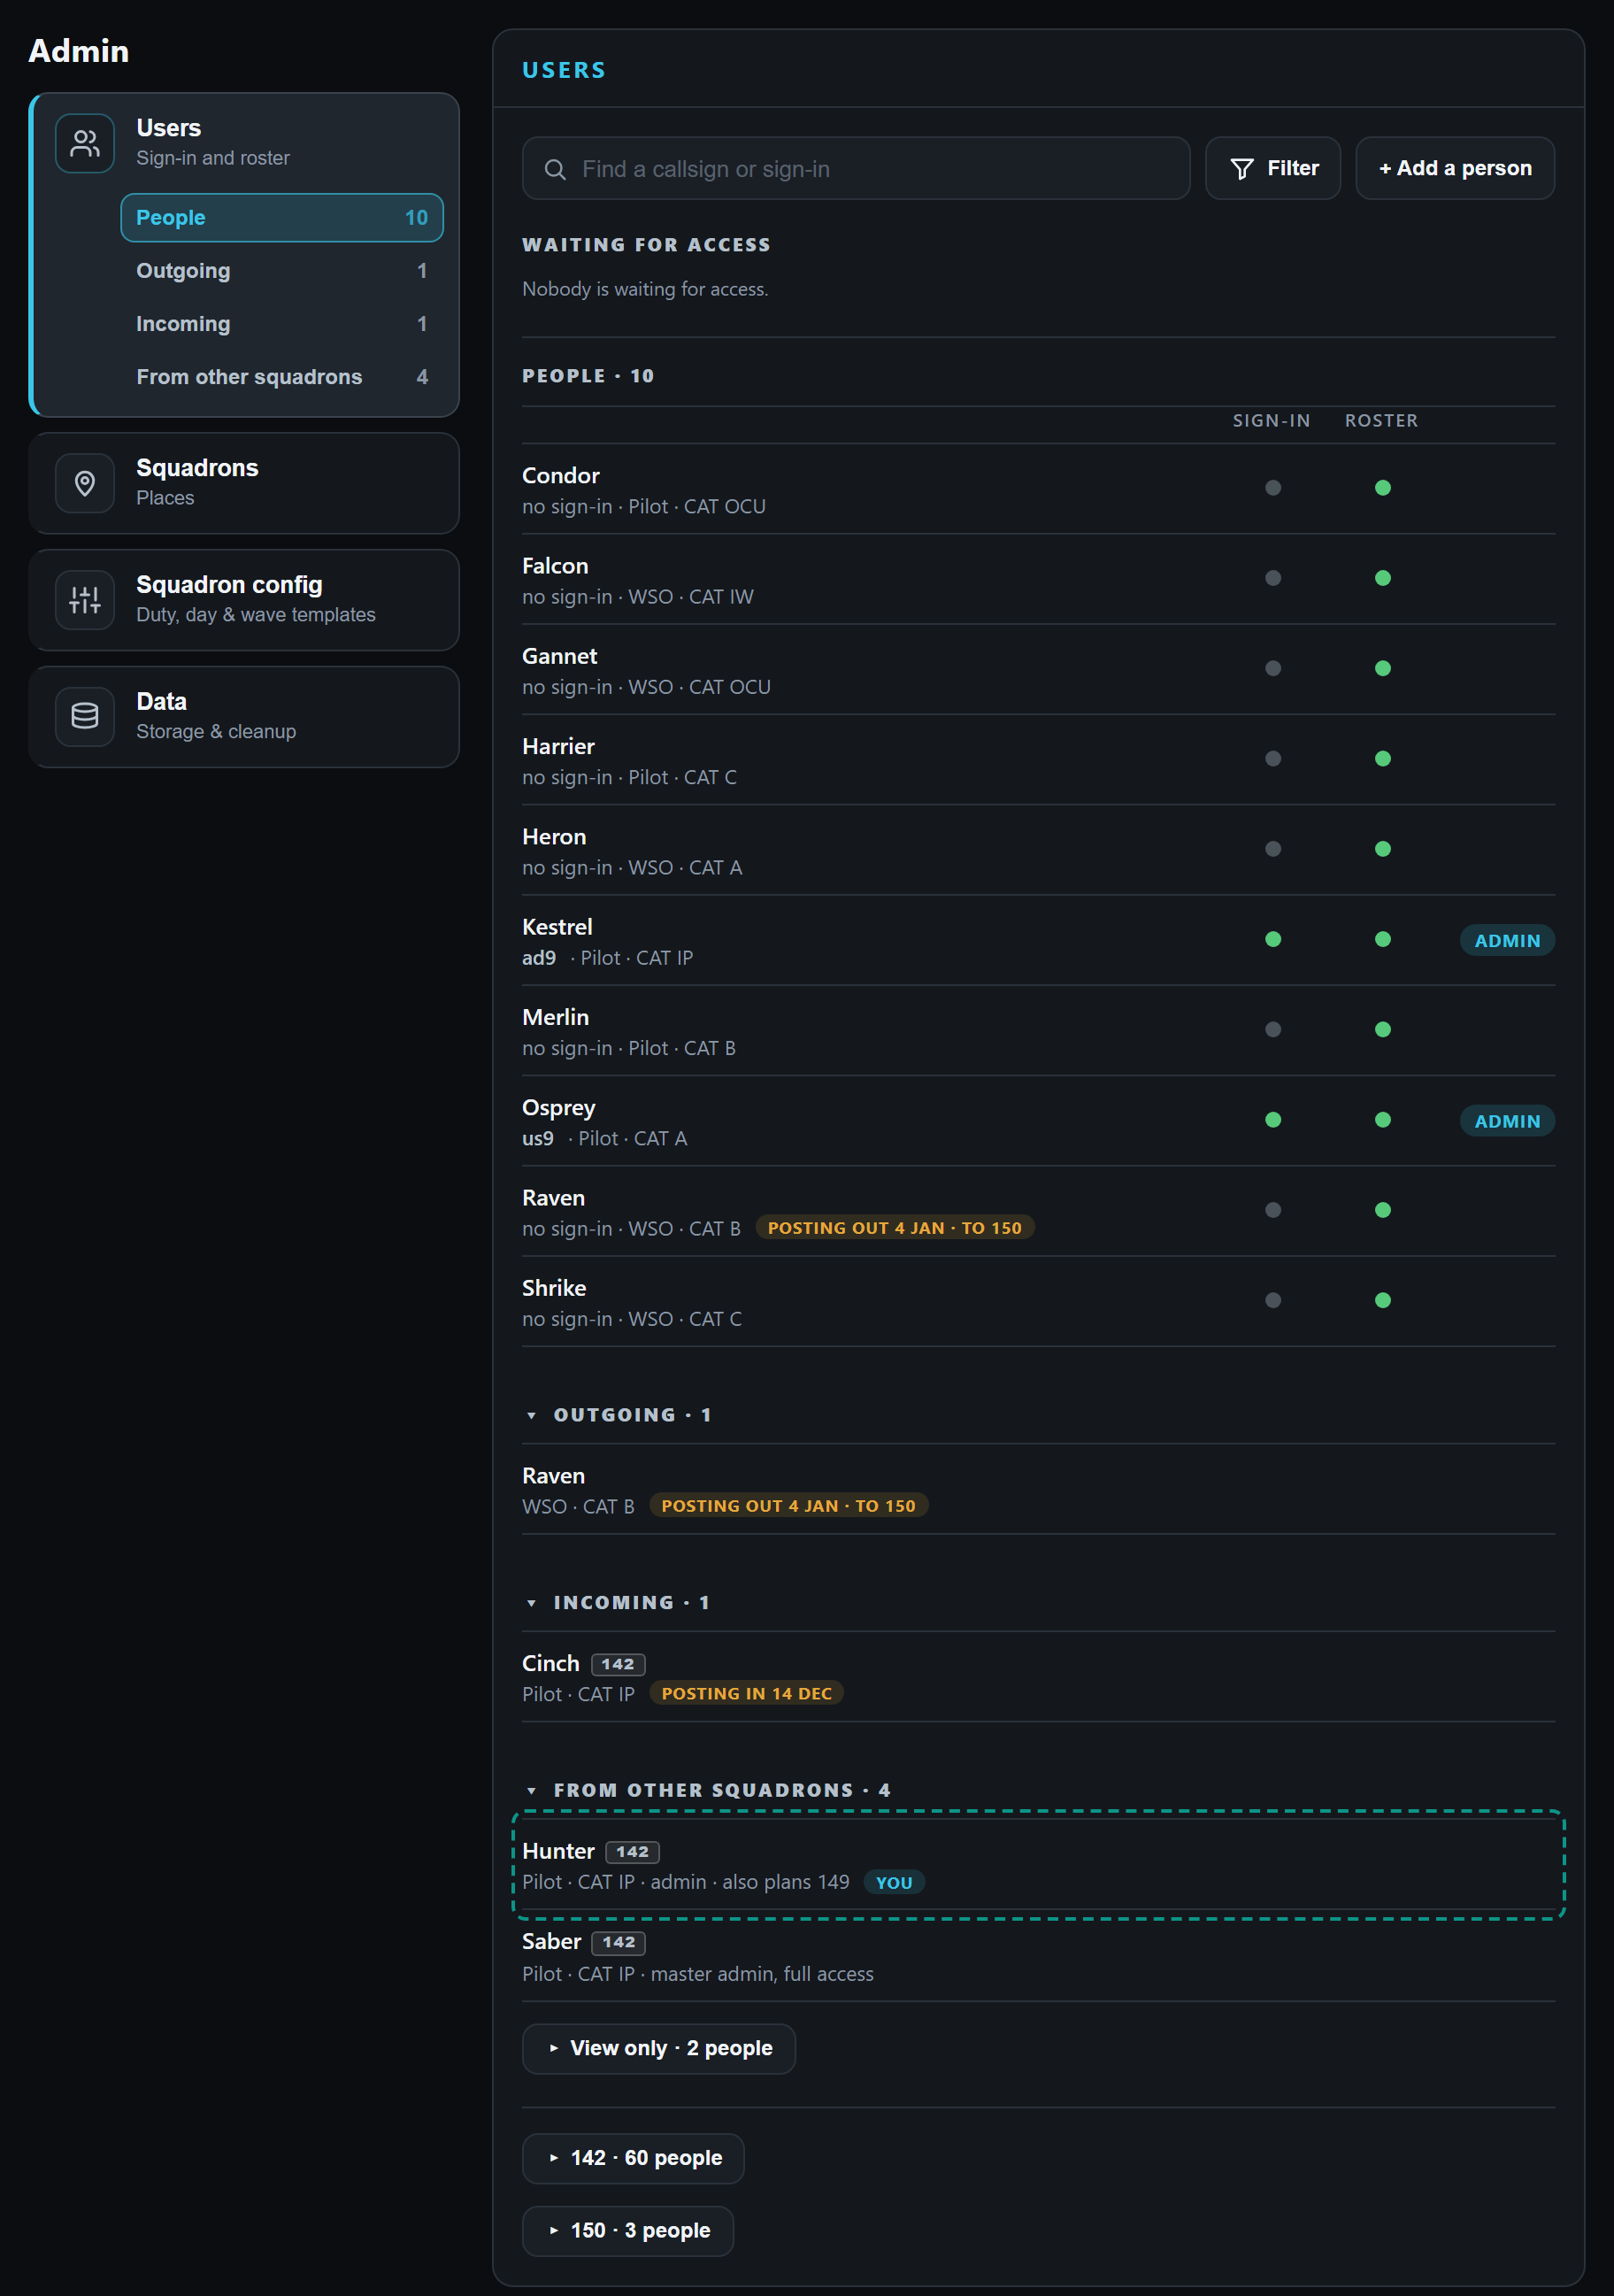 Admin
Users
Sign-in and roster
People 10
Outgoing 1
Incoming 1
From other squadrons 4
Squadrons
Places
Squadron config
Duty, day & wave templates
Data
Storage & cleanup
USERS
Find a callsign or sign-in
Filter
+ Add a person
WAITING FOR ACCESS
Nobody is waiting for access.
PEOPLE · 10
SIGN-IN ROSTER
Condor
no sign-in · Pilot · CAT OCU
Falcon
no sign-in · WSO · CAT IW
Gannet
no sign-in · WSO · CAT OCU
Harrier
no sign-in · Pilot · CAT C
Heron
no sign-in · WSO · CAT A
Kestrel
ad9 · Pilot · CAT IP
ADMIN
Merlin
no sign-in · Pilot · CAT B
Osprey
us9 · Pilot · CAT A
ADMIN
Raven
no sign-in · WSO · CAT B POSTING OUT 4 JAN · TO 150
Shrike
no sign-in · WSO · CAT C
OUTGOING · 1
Raven
WSO · CAT B POSTING OUT 4 JAN · TO 150
INCOMING · 1
Cinch 142
Pilot · CAT IP POSTING IN 14 DEC
FROM OTHER SQUADRONS · 4
Hunter 142
Pilot · CAT IP · admin · also plans 149 YOU
Saber 142
Pilot · CAT IP · master admin, full access
View only · 2 people
142 · 60 people
150 · 3 people